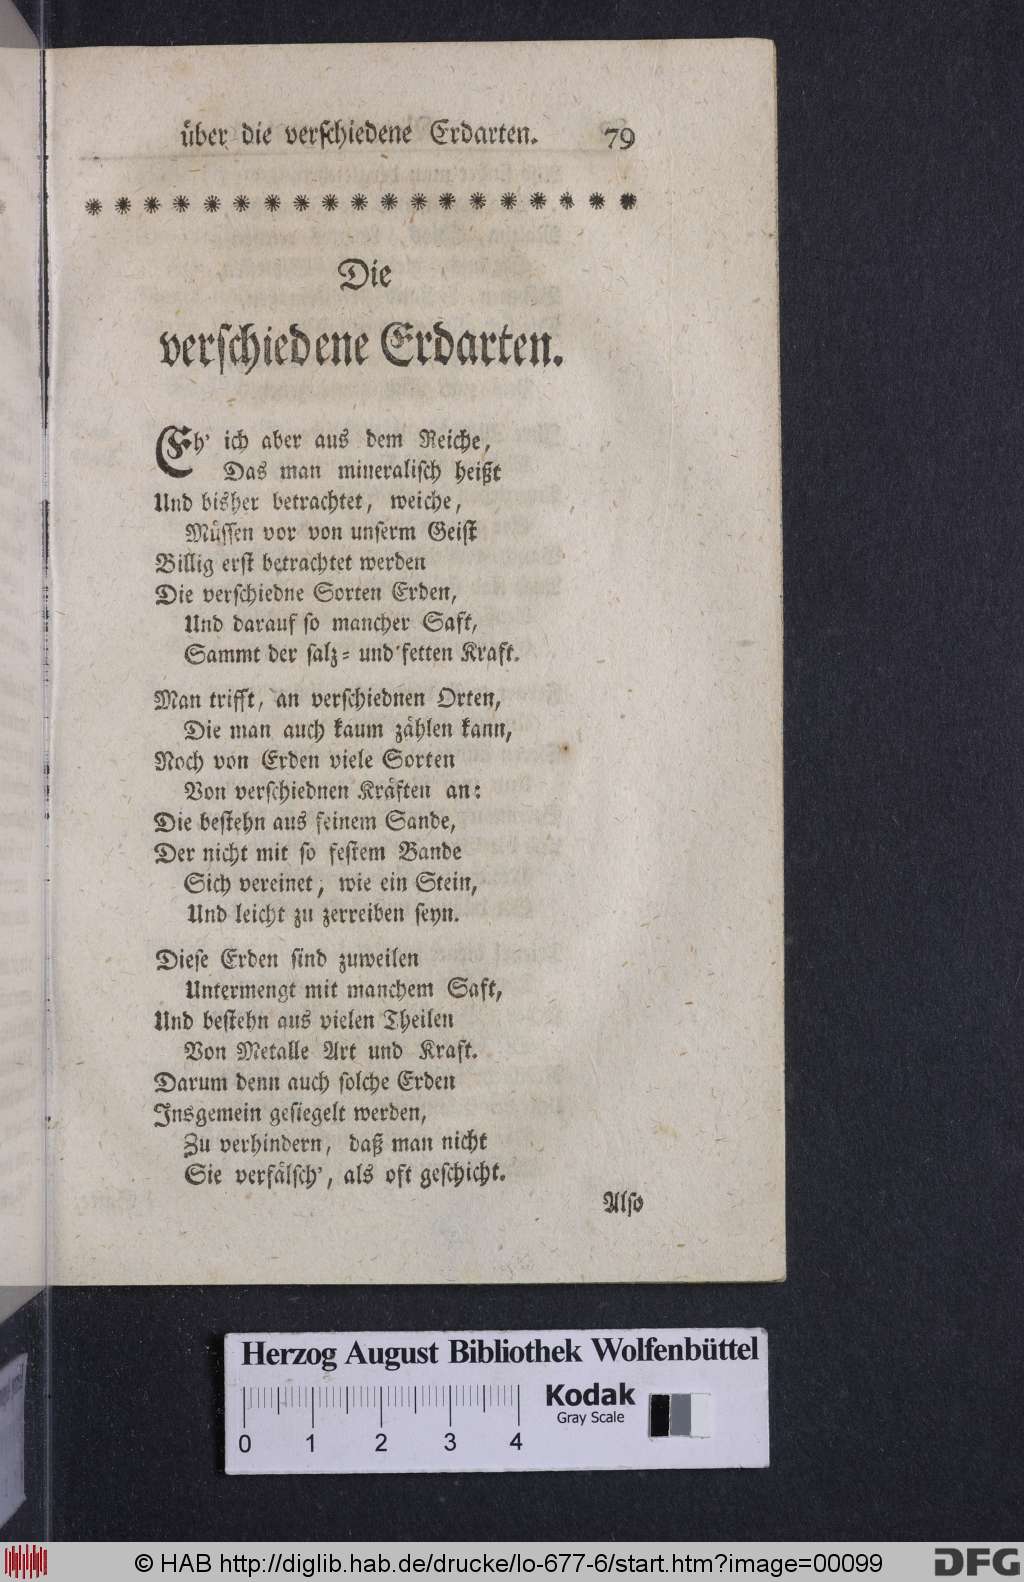 über die verschiedene Erdarten. 79
Die
verschiedene Erdarten.
Eh' ich aber aus dem Reiche,
Das man mineralisch heißt
Und bisher betrachtet, weiche,
Müssen vor von unserm Geist
Billig erst betrachtet werden
Die verschiedne Sorten Erden,
Und darauf so mancher Saft,
Sammt der salz- und fetten Kraft.
Man trifft, an verschiednen Orten,
Die man auch kaum zählen kann,
Noch von Erden viele Sorten
Von verschiednen Kräften an:
Die bestehn aus feinem Sande,
Der nicht mit so festem Bande
Sich vereinet, wie ein Stein,
Und leicht zu zerreiben seyn.
Diese Erden sind zuweilen
Untermengt mit manchem Saft,
Und bestehn aus vielen Theilen
Von Metalle Art und Kraft.
Darum denn auch solche Erden
Insgemein gesiegelt werden,
Zu verhindern, daß man nicht
Sie verfälsch', als oft geschicht.
Also
Herzog August Bibliothek Wolfenbüttel
Kodak
Gray Scale
0 1 2 3 4
© HAB http://diglib.hab.de/drucke/lo-677-6/start.htm?image=00099
DFG